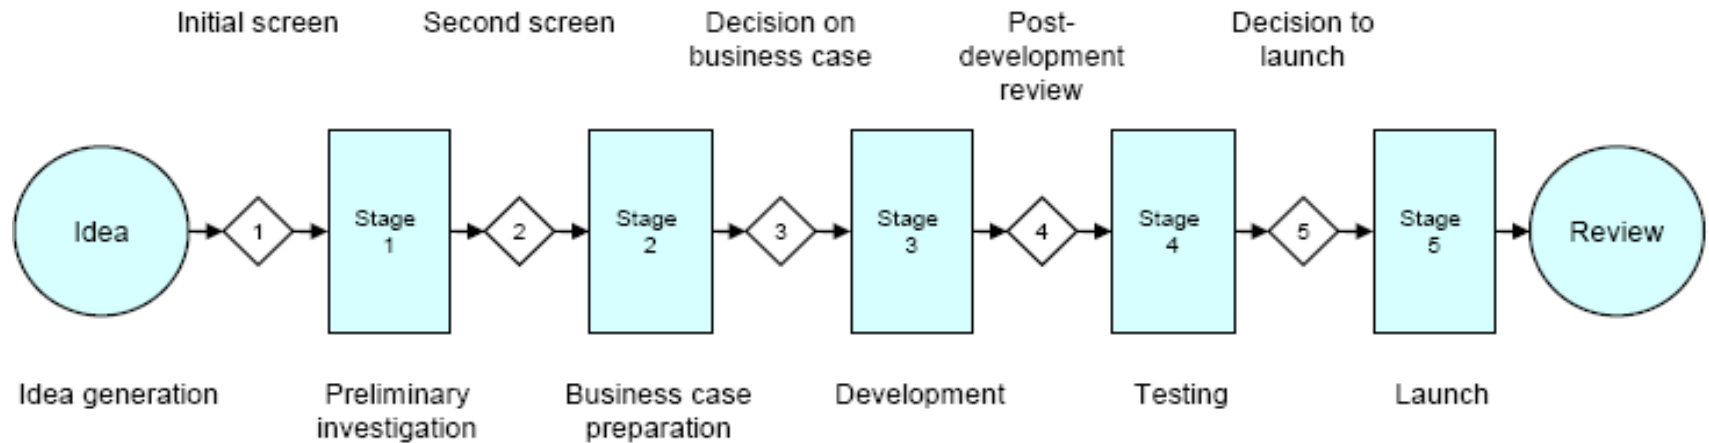 Initial screen
Second screen
Decision on
business case
Post-
development
review
Decision to
launch
Idea
1
Stage
1
2
Stage
2
3
Stage
3
4
Stage
4
5
Stage
5
Review
Idea generation
Preliminary
investigation
Business case
preparation
Development
Testing
Launch